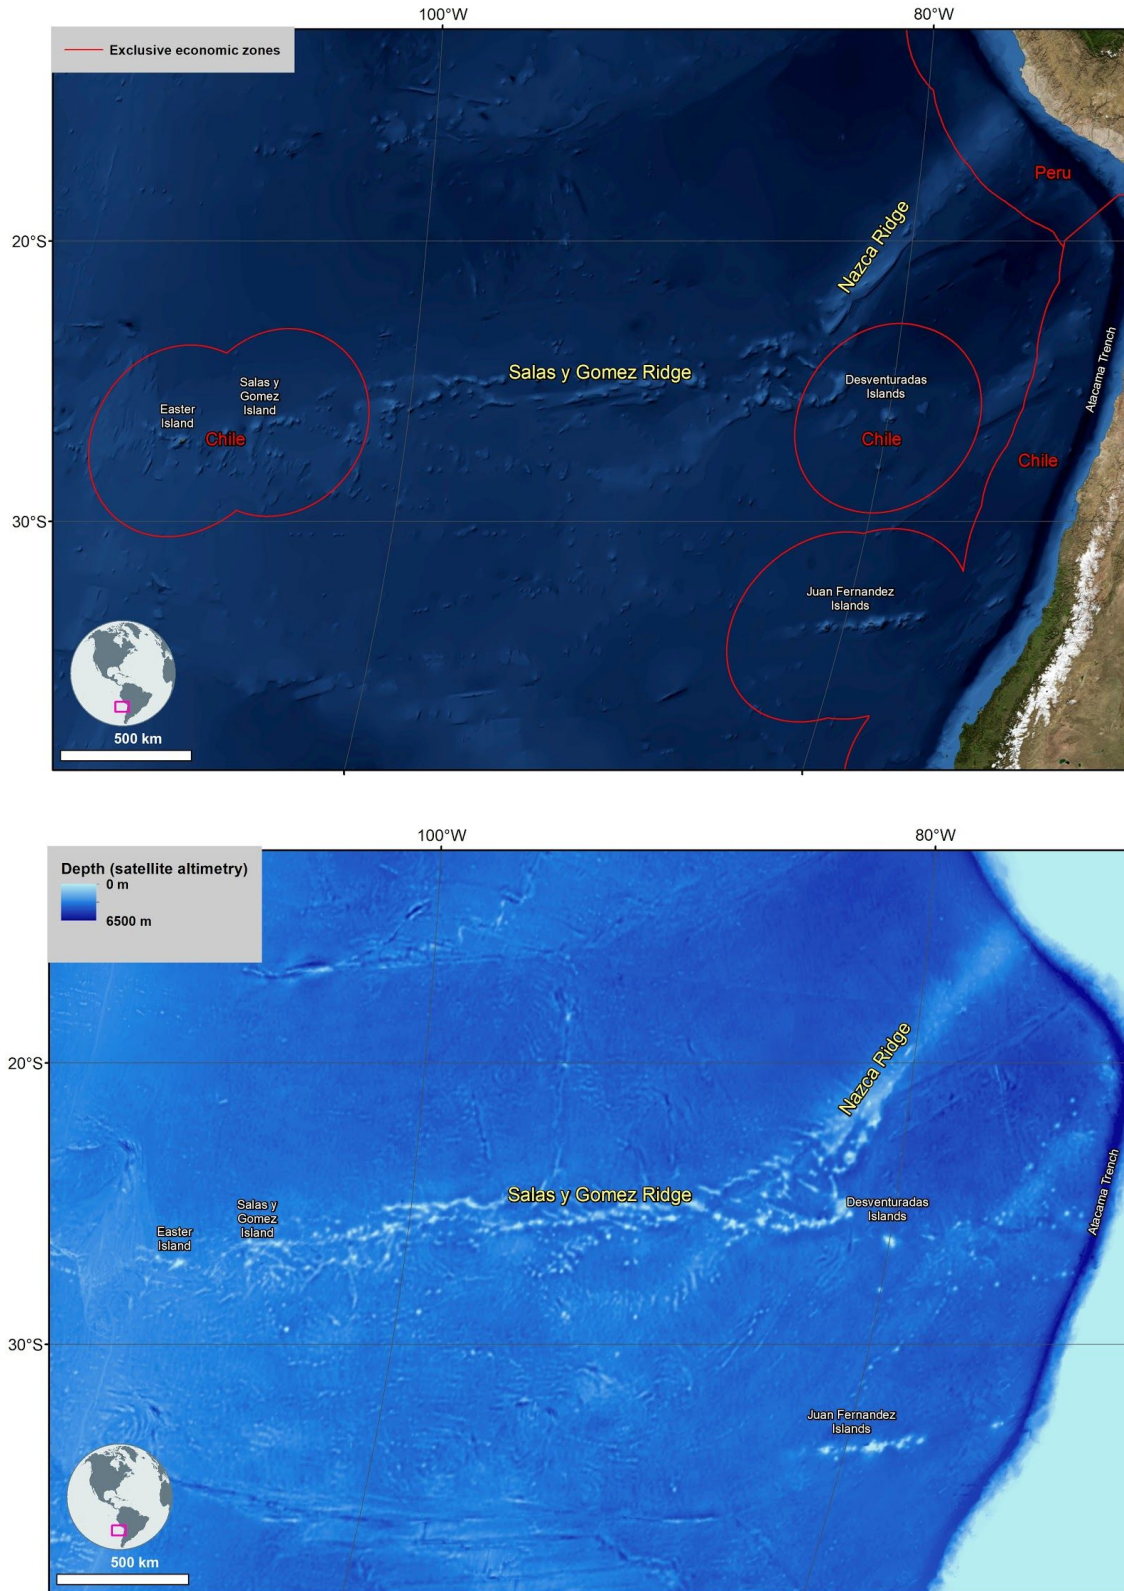 100°W
80°W
Exclusive economic zones
Peru
20°S
Nazca Ridge
Salas y Gomez Ridge
Atacama Trench
Salas y
Gomez
Island
Easter
Island
Chile
Desventuradas
Islands
Chile
Chile
30°S
Juan Fernandez
Islands
500 km
100°W
80°W
Depth (satellite altimetry)
0 m
6500 m
20°S
Nazca Ridge
Salas y Gomez Ridge
Atacama Trench
Salas y
Gomez
Island
Easter
Island
Desventuradas
Islands
30°S
Juan Fernandez
Islands
500 km